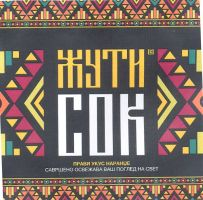 ЖУТИ
СОК
ПРАВИ УКУС НАРАНЏЕ
САВРШЕНО ОСВЕЖАВА ВАШ ПОГЛЕД НА СВЕТ